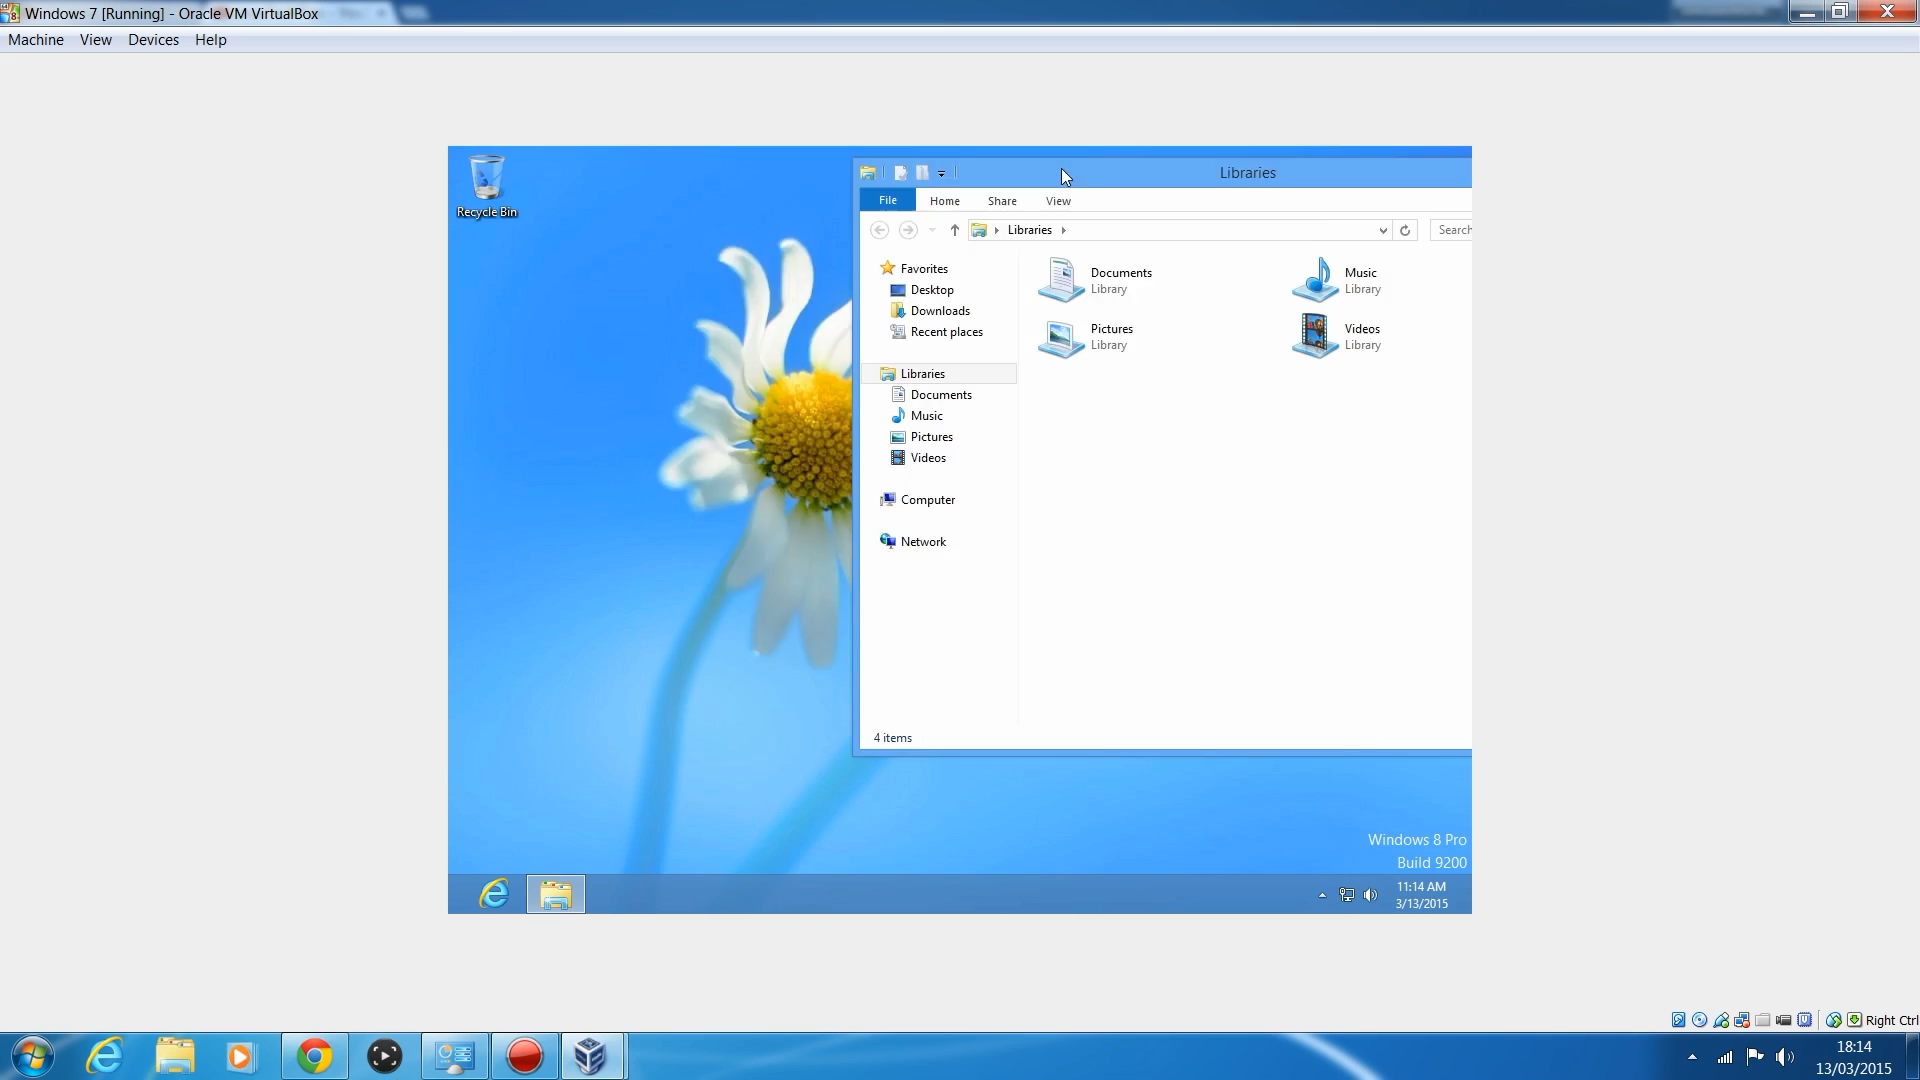 Windows 7 [Running] - Oracle VM VirtualBox
Machine View Devices Help
Recycle Bin
Libraries
File Home Share View
Libraries
Search
Favorites
Desktop
Downloads
Recent places
Libraries
Documents
Music
Pictures
Videos
Computer
Network
Documents
Library
Music
Library
Pictures
Library
Videos
Library
4 items
Windows 8 Pro
Build 9200
11:14 AM
3/13/2015
Right Ctrl
18:14
13/03/2015